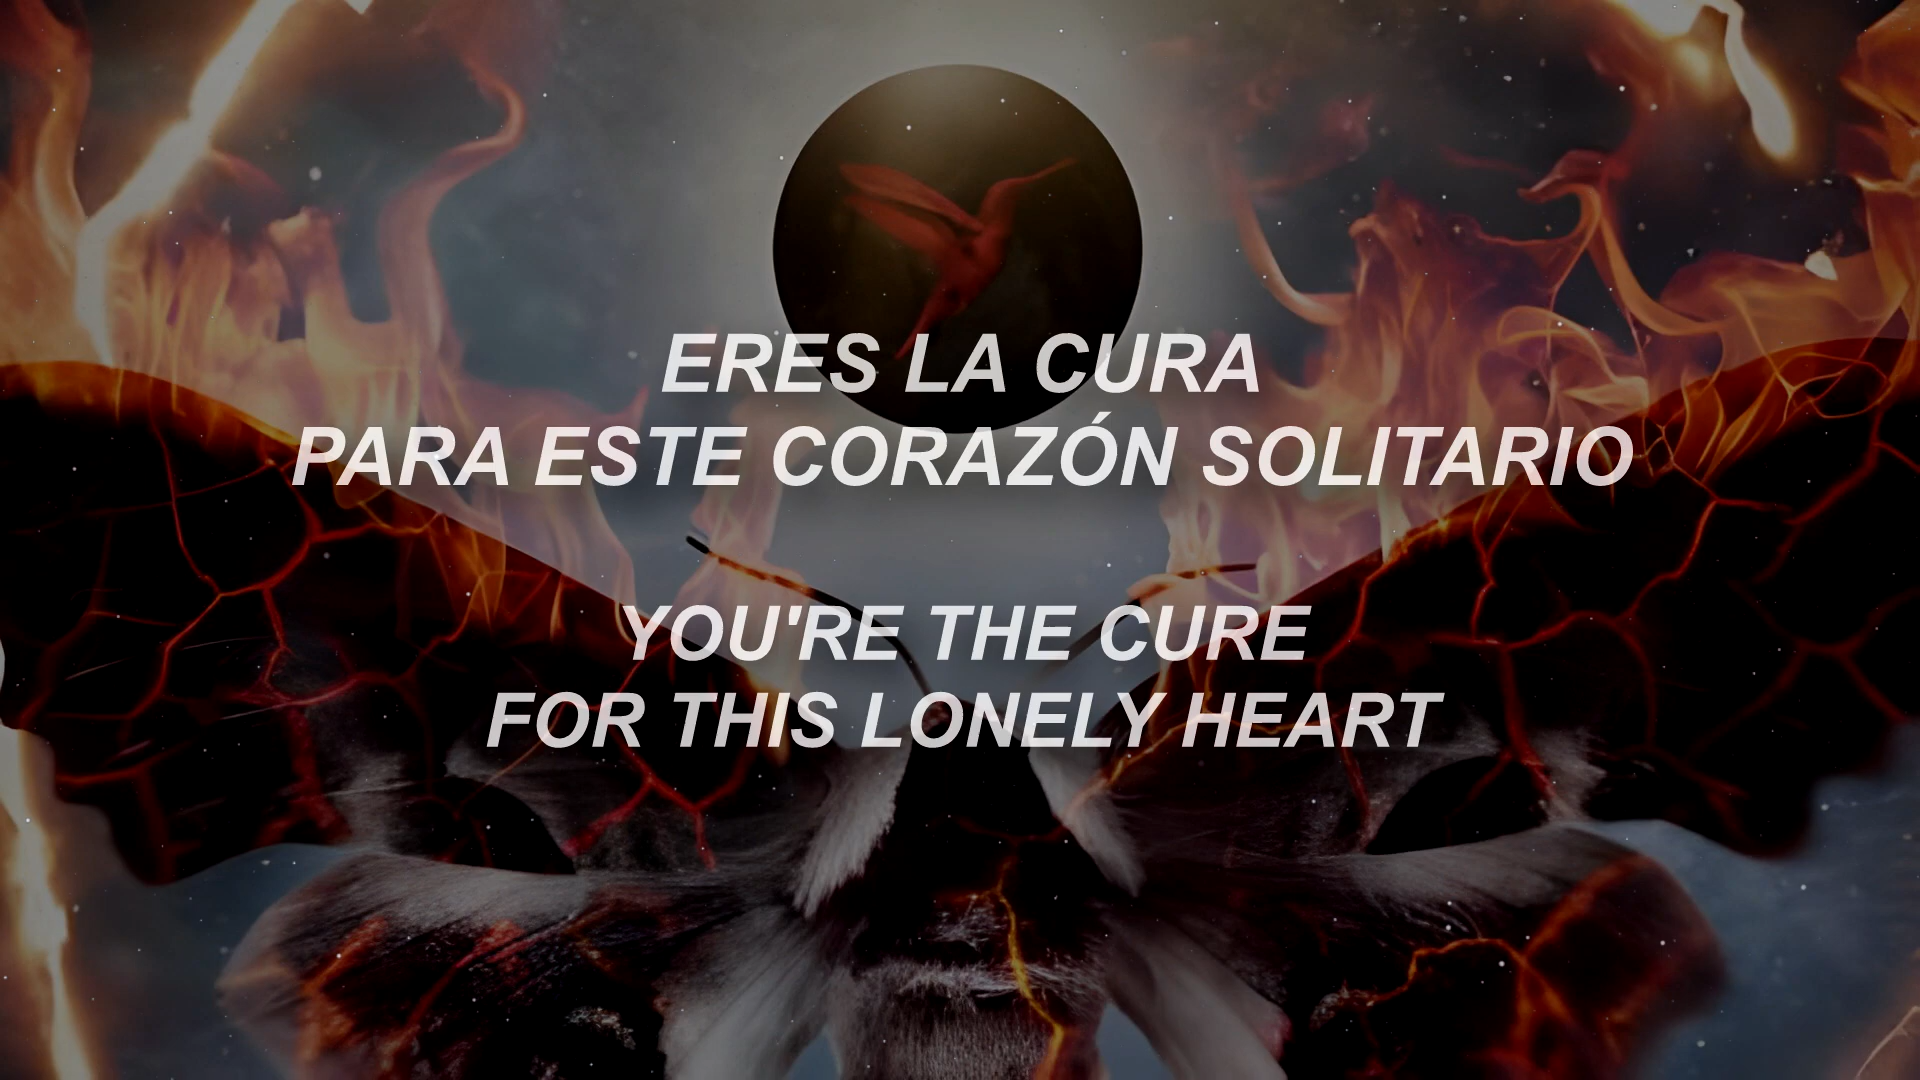 ERES LA CURA
PARA ESTE CORAZÓN SOLITARIO
YOU'RE THE CURE
FOR THIS LONELY HEART